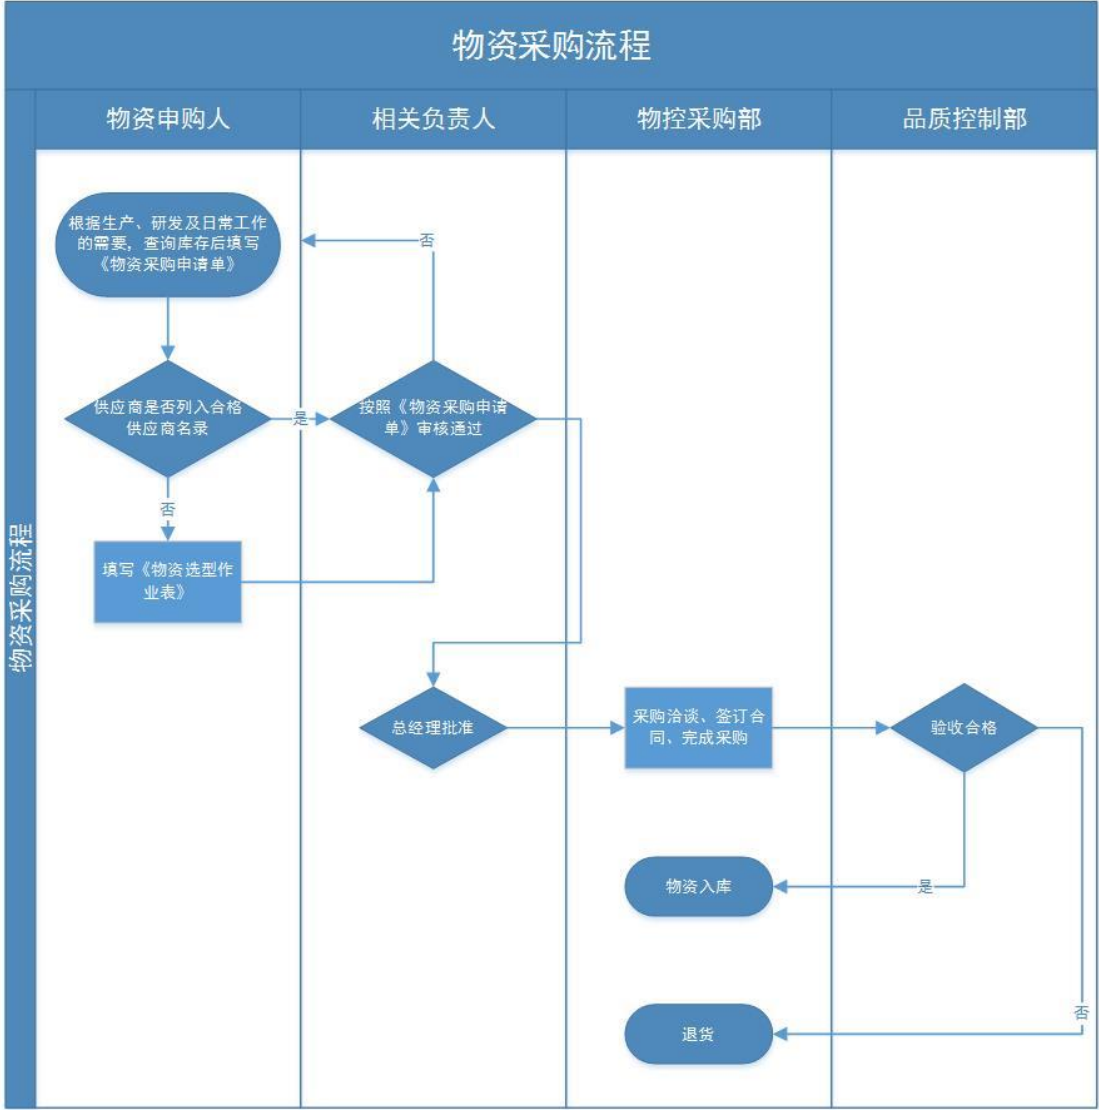 物资采购流程
物资申购人
相关负责人
物控采购部
品质控制部
物资采购流程
根据生产、研发及日常工作
的需要，查询库存后填写
《物资采购申请单》
否
供应商是否列入合格
供应商名录
是
按照《物资采购申请
单》审核通过
否
填写《物资选型作
业表》
总经理批准
采购洽谈、签订合
同、完成采购
验收合格
物资入库
是
退货
否